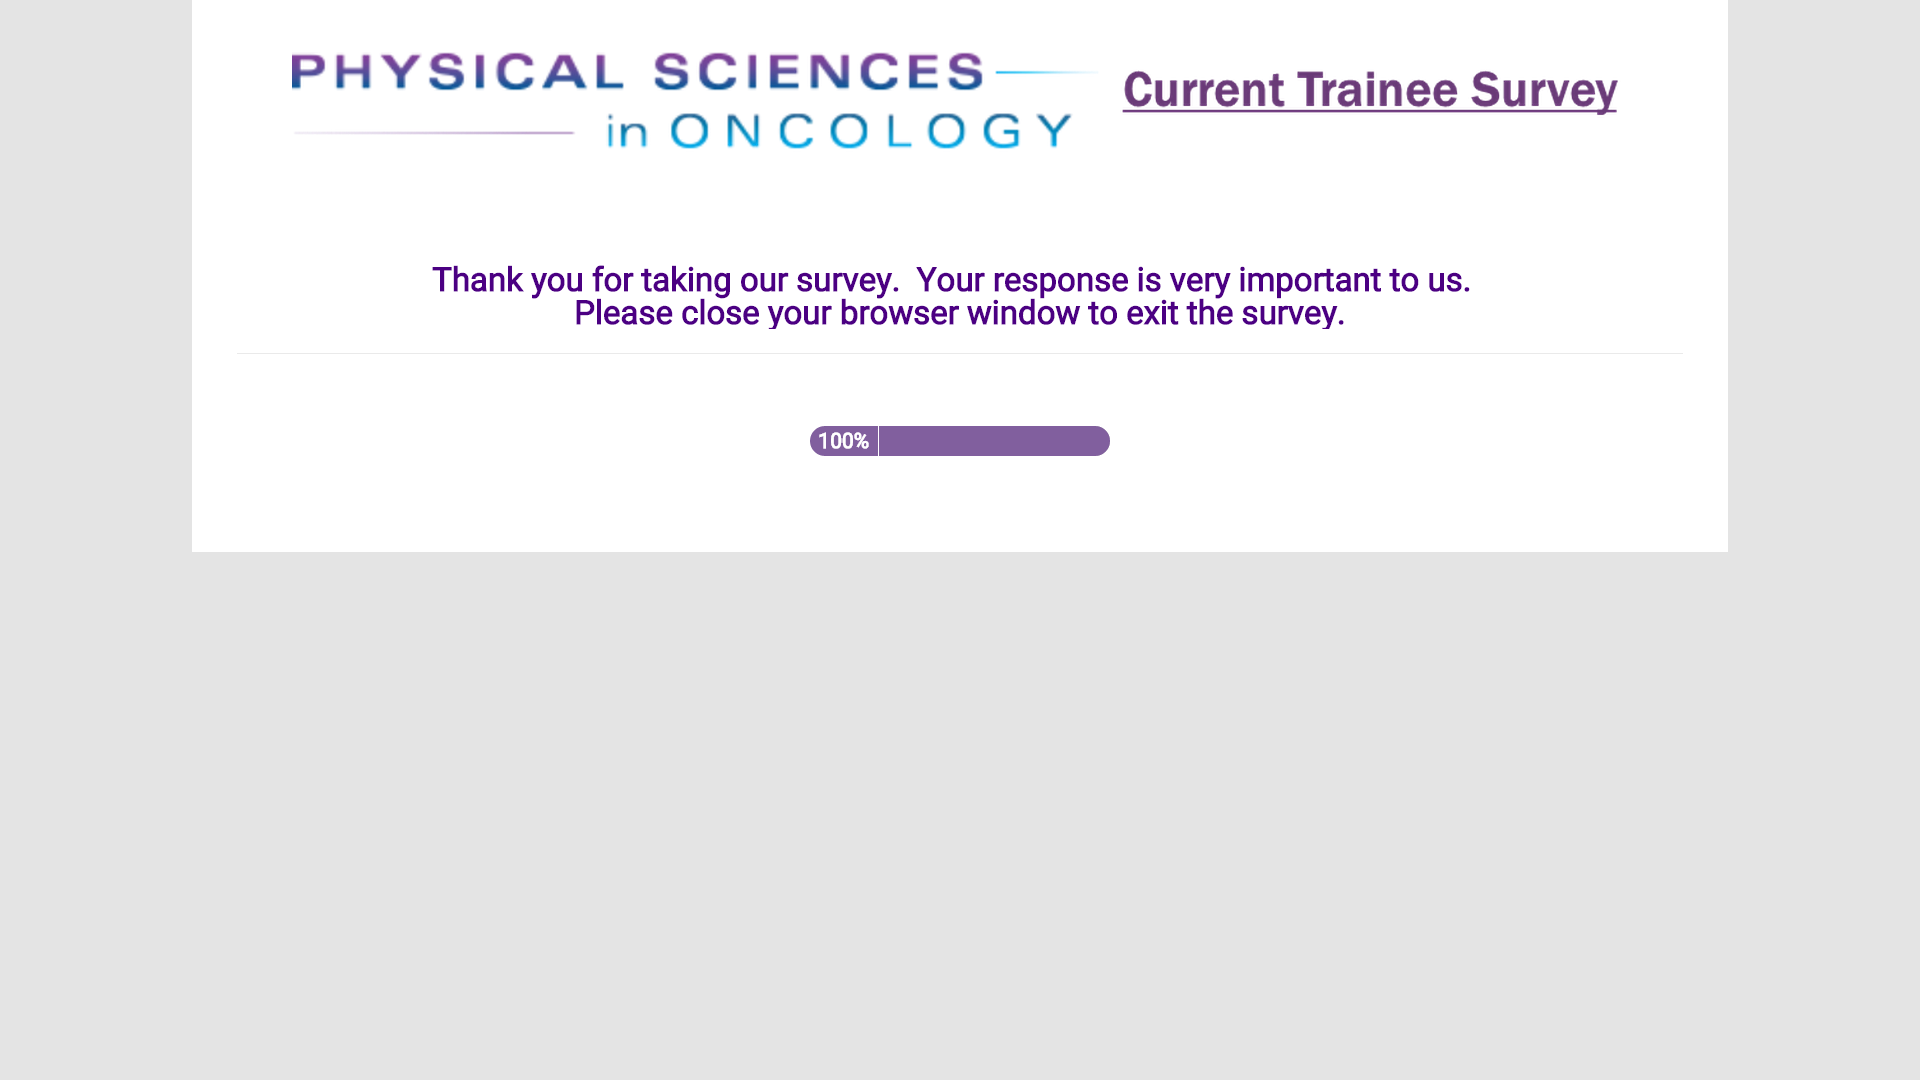 PHYSICAL SCIENCES
in ONCOLOGY
Current Trainee Survey
Thank you for taking our survey.  Your response is very important to us.
Please close your browser window to exit the survey.
100%